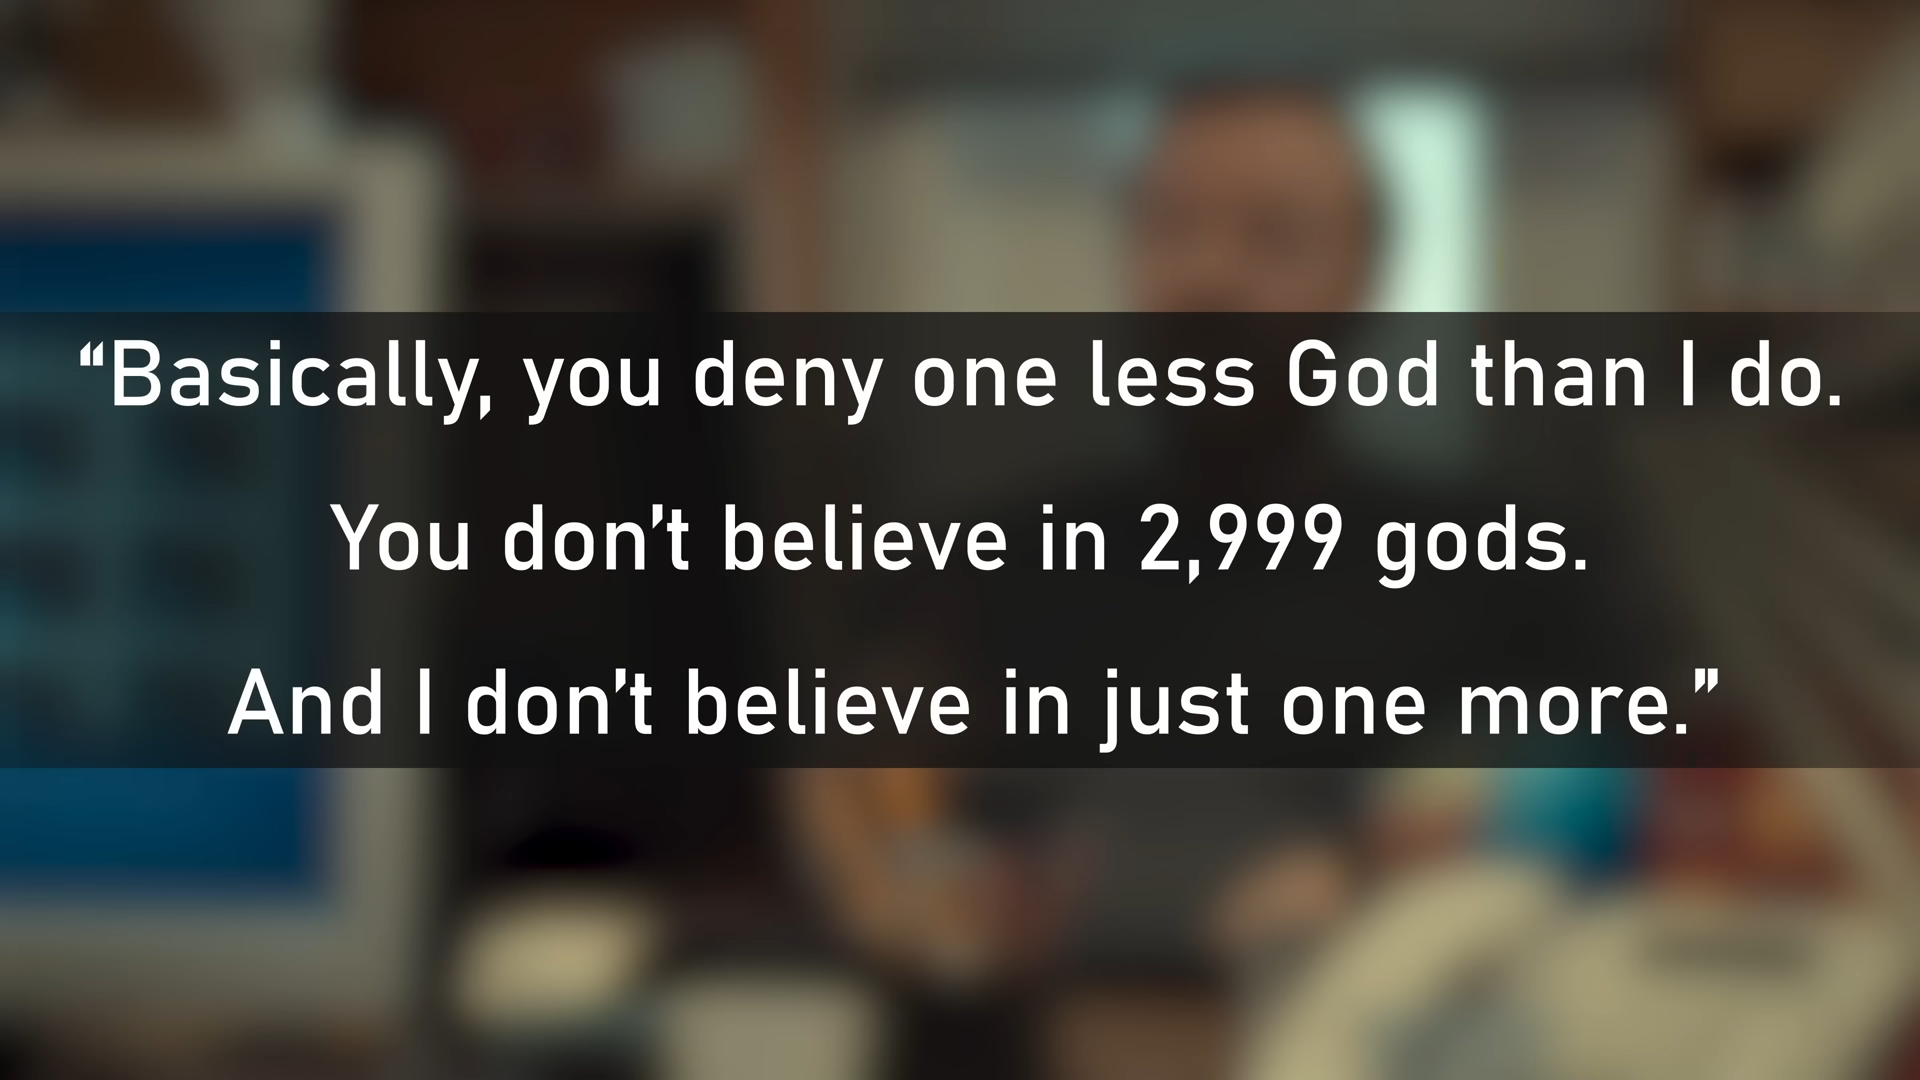 “Basically, you deny one less God than I do.
You don’t believe in 2,999 gods.
And I don’t believe in just one more.”